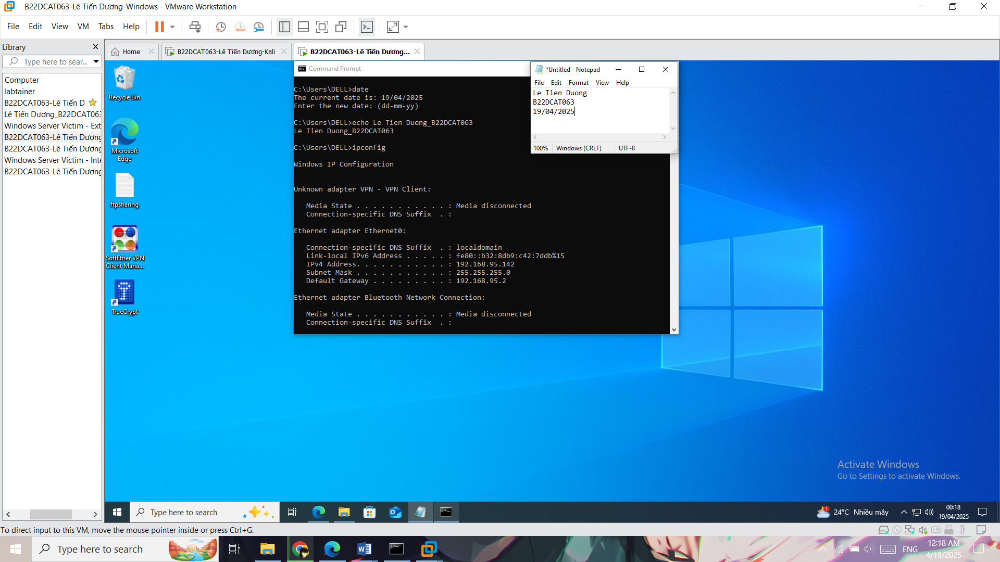 B22DCAT063-Lê Tiến Dương-Windows - VMware Workstation
File Edit View VM Tabs Help
Library
Type here to sear...
Computer
labtainer
B22DCAT063-Lê Tiến D
Lê Tiến Dương_B22DCAT063
Windows Server Victim - Ext
B22DCAT063-Lê Tiến Dương
B22DCAT063-Lê Tiến Dương
Windows Server Victim - Inte
B22DCAT063-Lê Tiến Dương
Home
B22DCAT063-Lê Tiến Dương-Kali
B22DCAT063-Lê Tiến Dương...
Recycle Bin
Microsoft
Edge
ftpsharing
SoftEther VPN
Client Mana...
TrueCrypt
Command Prompt
C:\Users\DELL>date
The current date is: 19/04/2025
Enter the new date: (dd-mm-yy)
C:\Users\DELL>echo Le Tien Duong_B22DCAT063
Le Tien Duong_B22DCAT063
C:\Users\DELL>ipconfig
Windows IP Configuration
Unknown adapter VPN - VPN Client:
Media State . . . . . . . . . . . : Media disconnected
Connection-specific DNS Suffix  . :
Ethernet adapter Ethernet0:
Connection-specific DNS Suffix  . : localdomain
Link-local IPv6 Address . . . . . : fe80::b32:8db9:c42:7ddb%15
IPv4 Address. . . . . . . . . . . : 192.168.95.142
Subnet Mask . . . . . . . . . . . : 255.255.255.0
Default Gateway . . . . . . . . . : 192.168.95.2
Ethernet adapter Bluetooth Network Connection:
Media State . . . . . . . . . . . : Media disconnected
Connection-specific DNS Suffix  . :
*Untitled - Notepad
File Edit Format View Help
Le Tien Duong
B22DCAT063
19/04/2025
100% Windows (CRLF) UTF-8
Activate Windows
Go to Settings to activate Windows.
Type here to search
24°C Nhiều mây
00:18
19/04/2025
To direct input to this VM, move the mouse pointer inside or press Ctrl+G.
Type here to search
ENG
12:18 AM
4/19/2025